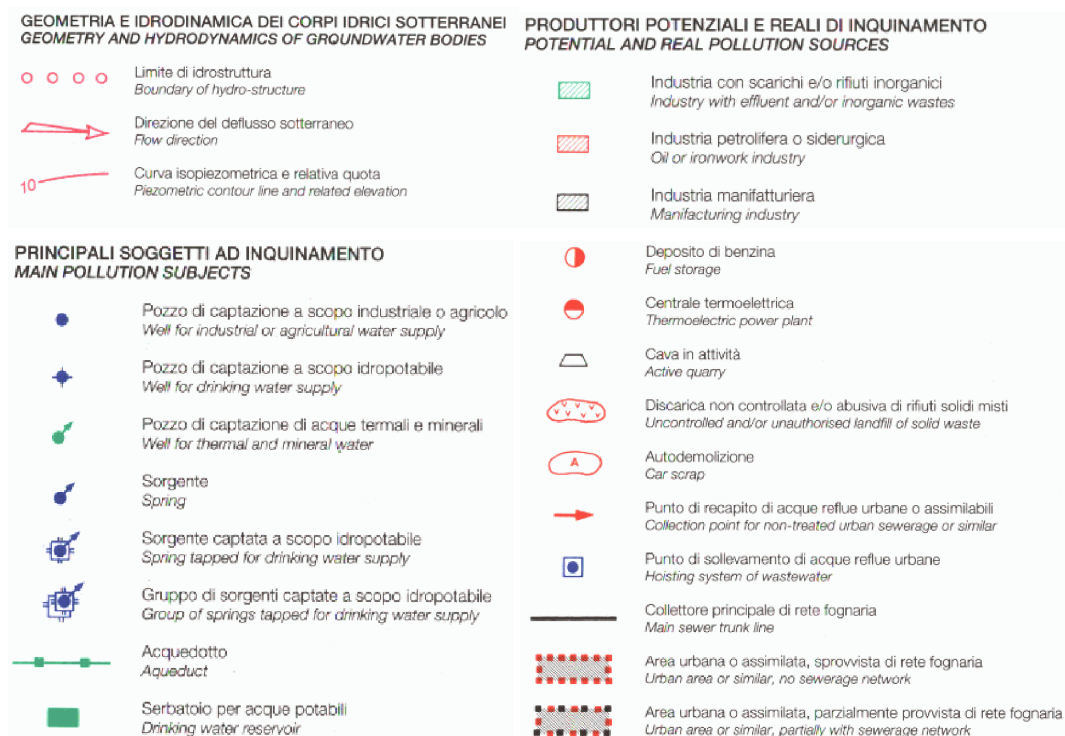 GEOMETRIA E IDRODINAMICA DEI CORPI IDRICI SOTTERRANEI
GEOMETRY AND HYDRODYNAMICS OF GROUNDWATER BODIES
Limite di idrostruttura
Boundary of hydro-structure
Direzione del deflusso sotterraneo
Flow direction
10
Curva isopiezometrica e relativa quota
Piezometric contour line and related elevation
PRINCIPALI SOGGETTI AD INQUINAMENTO
MAIN POLLUTION SUBJECTS
Pozzo di captazione a scopo industriale o agricolo
Well for industrial or agricultural water supply
Pozzo di captazione a scopo idropotabile
Well for drinking water supply
Pozzo di captazione di acque termali e minerali
Well for thermal and mineral water
Sorgente
Spring
Sorgente captata a scopo idropotabile
Spring tapped for drinking water supply
Gruppo di sorgenti captate a scopo idropotabile
Group of springs tapped for drinking water supply
Acquedotto
Aqueduct
Serbatoio per acque potabili
Drinking water reservoir
PRODUTTORI POTENZIALI E REALI DI INQUINAMENTO
POTENTIAL AND REAL POLLUTION SOURCES
Industria con scarichi e/o rifiuti inorganici
Industry with effluent and/or inorganic wastes
Industria petrolifera o siderurgica
Oil or ironwork industry
Industria manifatturiera
Manifacturing industry
Deposito di benzina
Fuel storage
Centrale termoelettrica
Thermoelectric power plant
Cava in attività
Active quarry
Discarica non controllata e/o abusiva di rifiuti solidi misti
Uncontrolled and/or unauthorised landfill of solid waste
A
Autodemolizione
Car scrap
Punto di recapito di acque reflue urbane o assimilabili
Collection point for non-treated urban sewerage or similar
Punto di sollevamento di acque reflue urbane
Hoisting system of wastewater
Collettore principale di rete fognaria
Main sewer trunk line
Area urbana o assimilata, sprovvista di rete fognaria
Urban area or similar, no sewerage network
Area urbana o assimilata, parzialmente provvista di rete fognaria
Urban area or similar, partially with sewerage network